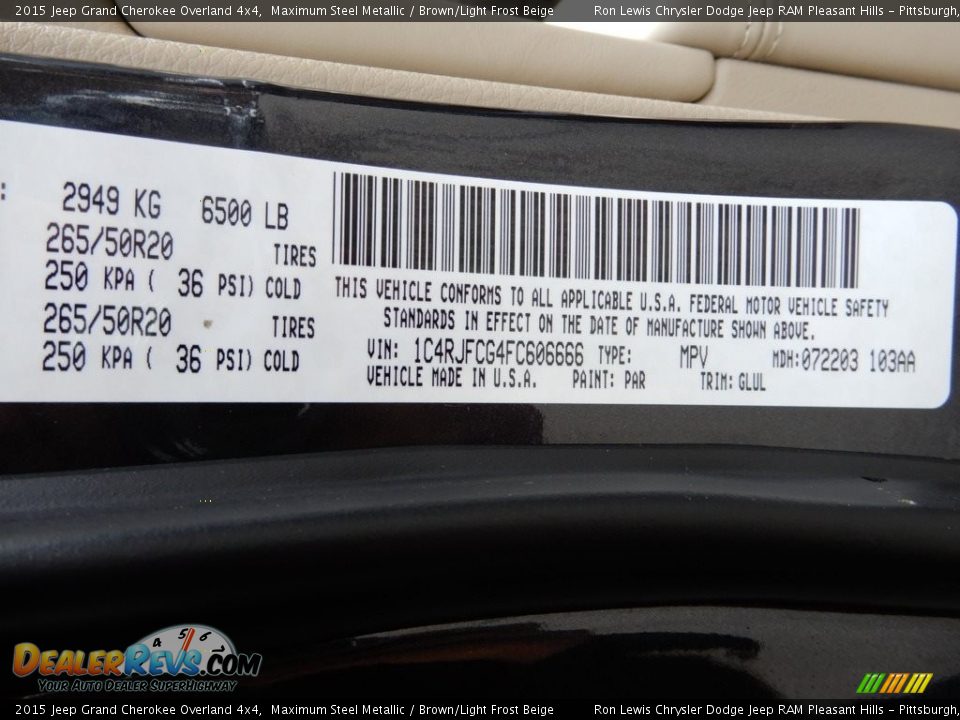 2015 Jeep Grand Cherokee Overland 4x4, Maximum Steel Metallic / Brown/Light Frost Beige Ron Lewis Chrysler Dodge Jeep RAM Pleasant Hills - Pittsburgh,
: 2949 KG 6500 LB
265/50R20 TIRES
250 KPA ( 36 PSI) COLD
265/50R20 TIRES
250 KPA ( 36 PSI) COLD
THIS VEHICLE CONFORMS TO ALL APPLICABLE U.S.A. FEDERAL MOTOR VEHICLE SAFETY
STANDARDS IN EFFECT ON THE DATE OF MANUFACTURE SHOWN ABOVE.
VIN: 1C4RJFCG4FC606666 TYPE: MPV MDH:072203 103AA
VEHICLE MADE IN U.S.A. PAINT: PAR TRIM: GLUL
4 5 6
DEALERREVS.COM
YOUR AUTO DEALER SUPERHIGHWAY
2015 Jeep Grand Cherokee Overland 4x4, Maximum Steel Metallic / Brown/Light Frost Beige Ron Lewis Chrysler Dodge Jeep RAM Pleasant Hills - Pittsburgh,